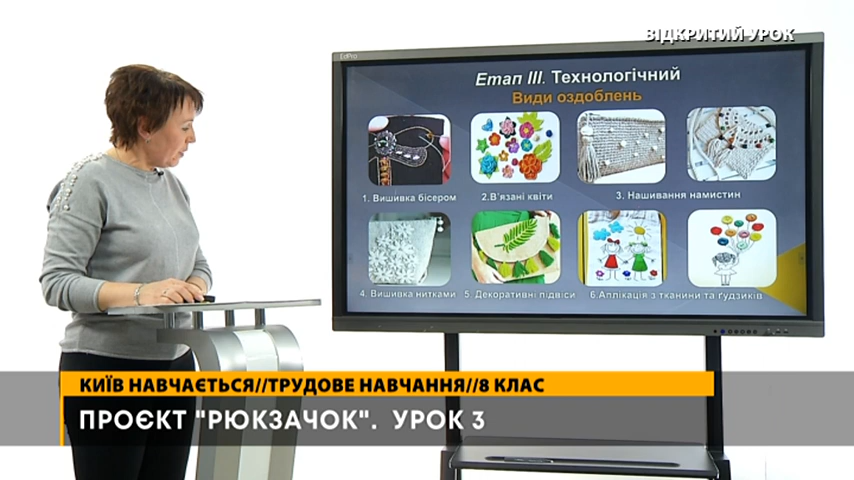 ВІДКРИТИЙ УРОК
EdPro
Етап III. Технологічний
Види оздоблень
1. Вишивка бісером
2.В'язані квіти
3. Нашивання намистин
4. Вишивка нитками
5. Декоративні підвіси
6.Аплікація з тканини та ґудзиків
КИЇВ НАВЧАЄТЬСЯ//ТРУДОВЕ НАВЧАННЯ//8 КЛАС
ПРОЄКТ "РЮКЗАЧОК". УРОК 3